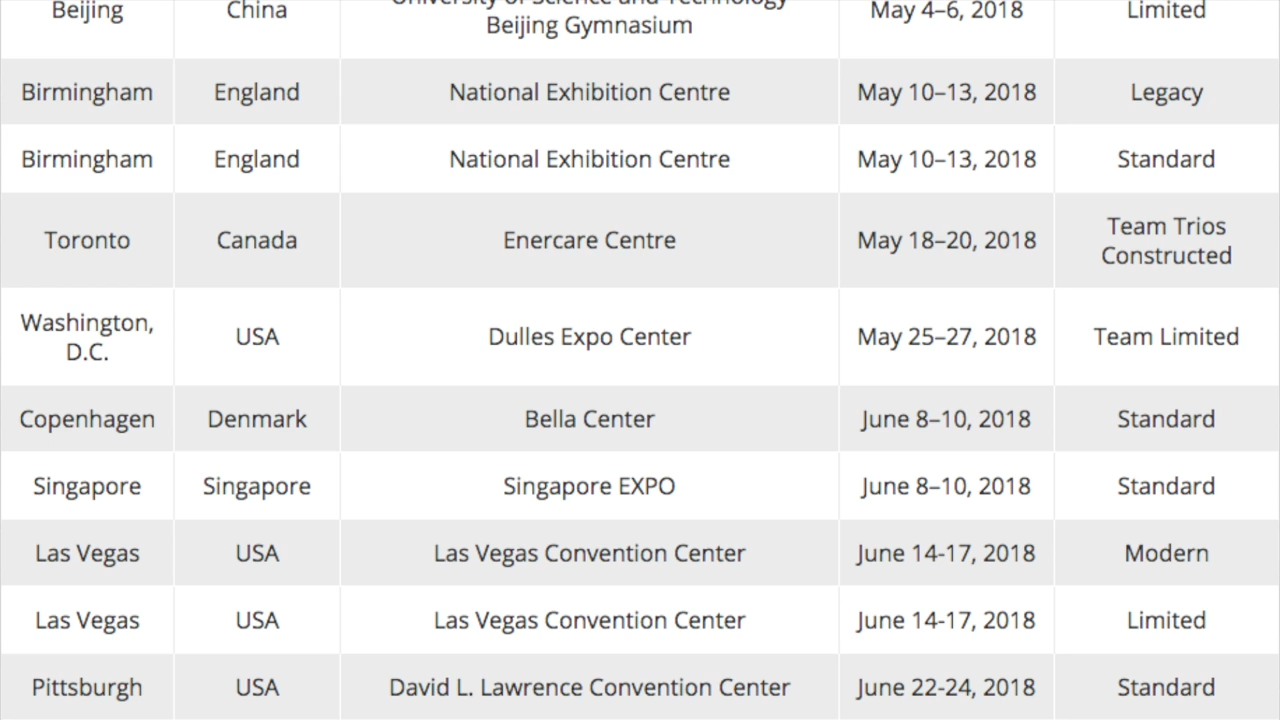 Beijing China University of Science and Technology Beijing Gymnasium May 4–6, 2018 Limited
Birmingham England National Exhibition Centre May 10–13, 2018 Legacy
Birmingham England National Exhibition Centre May 10–13, 2018 Standard
Toronto Canada Enercare Centre May 18–20, 2018 Team Trios Constructed
Washington, D.C. USA Dulles Expo Center May 25–27, 2018 Team Limited
Copenhagen Denmark Bella Center June 8–10, 2018 Standard
Singapore Singapore Singapore EXPO June 8–10, 2018 Standard
Las Vegas USA Las Vegas Convention Center June 14-17, 2018 Modern
Las Vegas USA Las Vegas Convention Center June 14-17, 2018 Limited
Pittsburgh USA David L. Lawrence Convention Center June 22-24, 2018 Standard